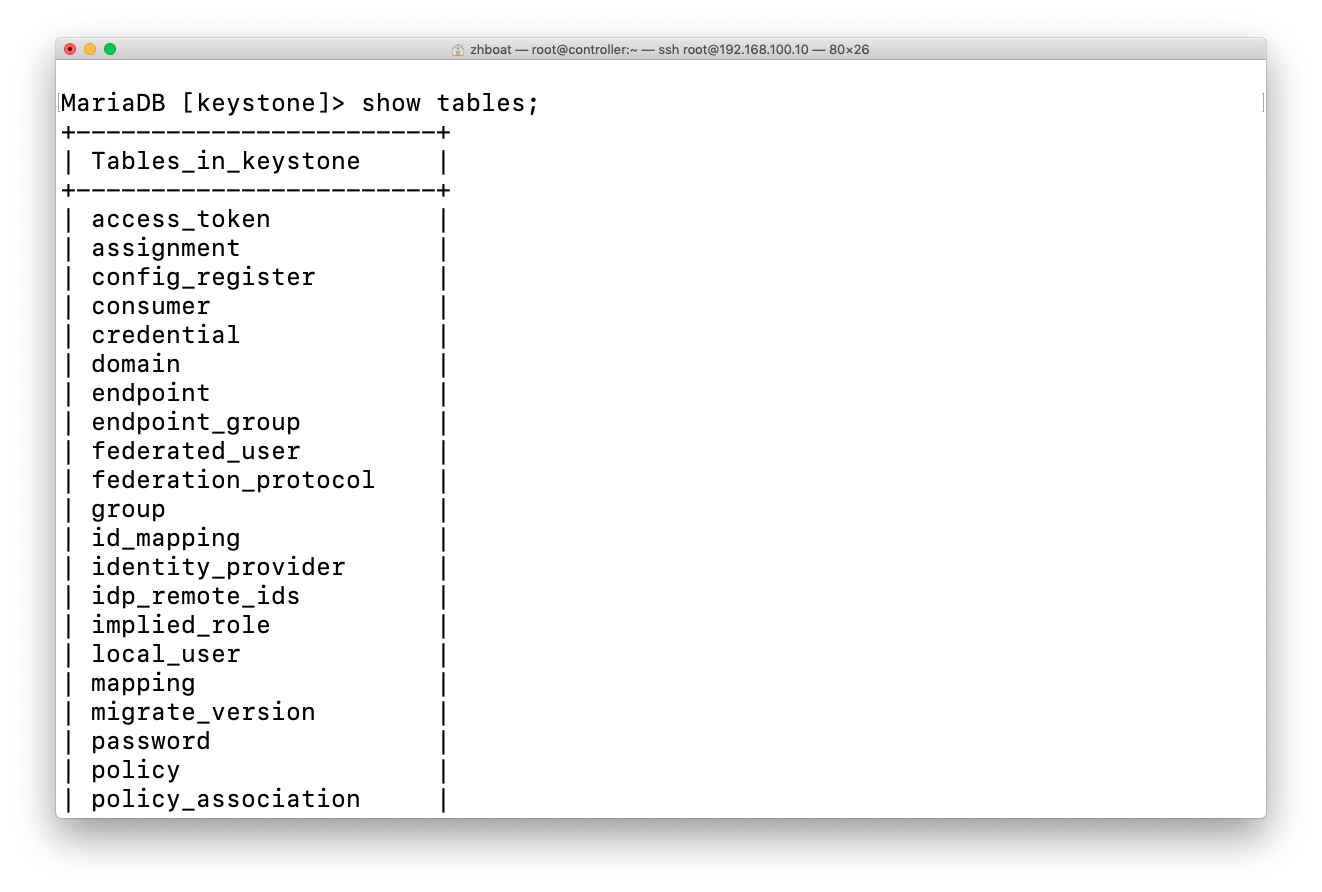 zhboat — root@controller:~ — ssh root@192.168.100.10 — 80×26
MariaDB [keystone]> show tables;
+------------------------+
| Tables_in_keystone     |
+------------------------+
| access_token           |
| assignment             |
| config_register        |
| consumer               |
| credential             |
| domain                 |
| endpoint               |
| endpoint_group         |
| federated_user         |
| federation_protocol    |
| group                  |
| id_mapping             |
| identity_provider      |
| idp_remote_ids         |
| implied_role           |
| local_user             |
| mapping                |
| migrate_version        |
| password               |
| policy                 |
| policy_association     |